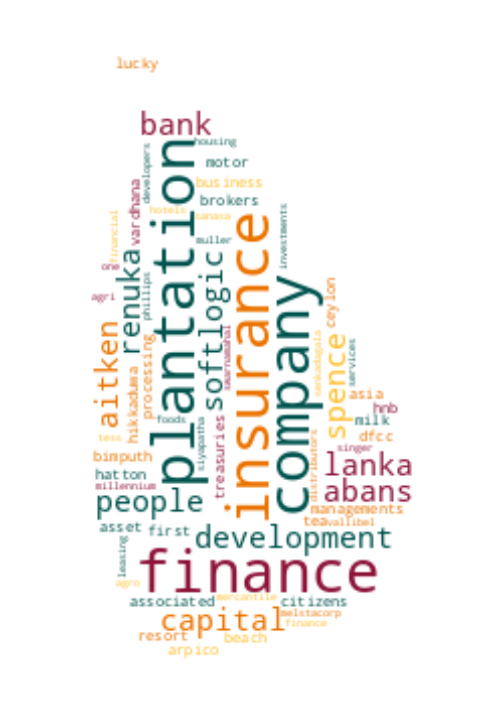 lucky
bank
housing
developers
plantation
motor
vardhana
business
brokers
hotels
sanasa
financial
insurance
muller
investments
one
renuka
softlogic
phillips
agri
company
ceylon
aitken
processing
swarnamahal
spence
senkadagala
services
hikkaduwa
asia
hnb
foods
siyapatha
treasuries
milk
tess
dfcc
singer
bimputh
distributors
lanka
hatton
millennium
abans
people
managements
tea
vallibel
asset
first
development
leasing
finance
agro
associated
mercantile
citizens
capital
melstacorp
finance
resort
beach
arpico